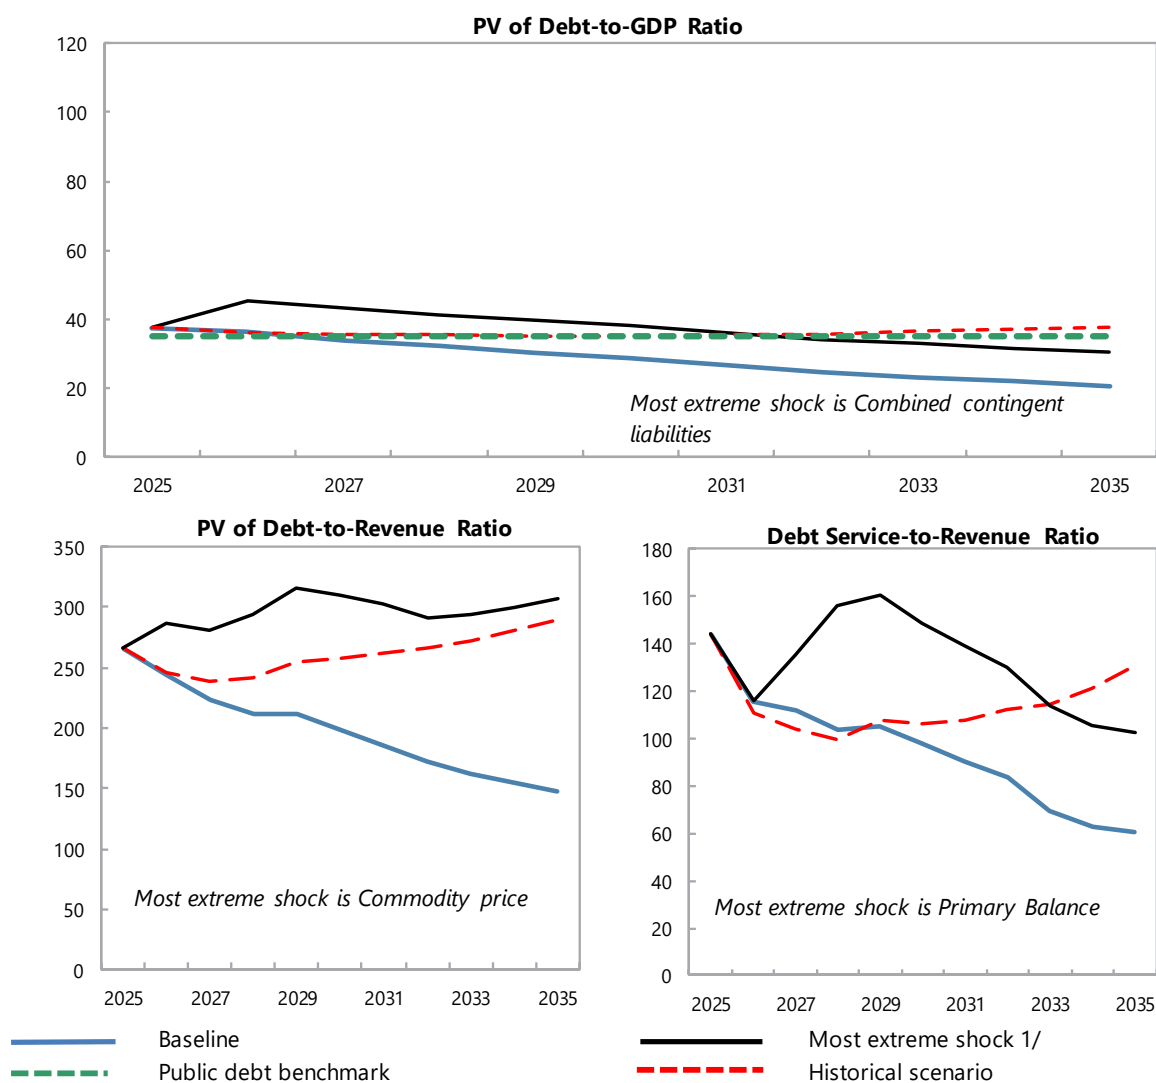 PV of Debt-to-GDP Ratio
120
100
80
60
40
20
0
Most extreme shock is Combined contingent
liabilities
2025 2027 2029 2031 2033 2035
PV of Debt-to-Revenue Ratio
350
300
250
200
150
100
50
0
Most extreme shock is Commodity price
2025 2027 2029 2031 2033 2035
Debt Service-to-Revenue Ratio
180
160
140
120
100
80
60
40
20
0
Most extreme shock is Primary Balance
2025 2027 2029 2031 2033 2035
Baseline
Public debt benchmark
Most extreme shock 1/
Historical scenario